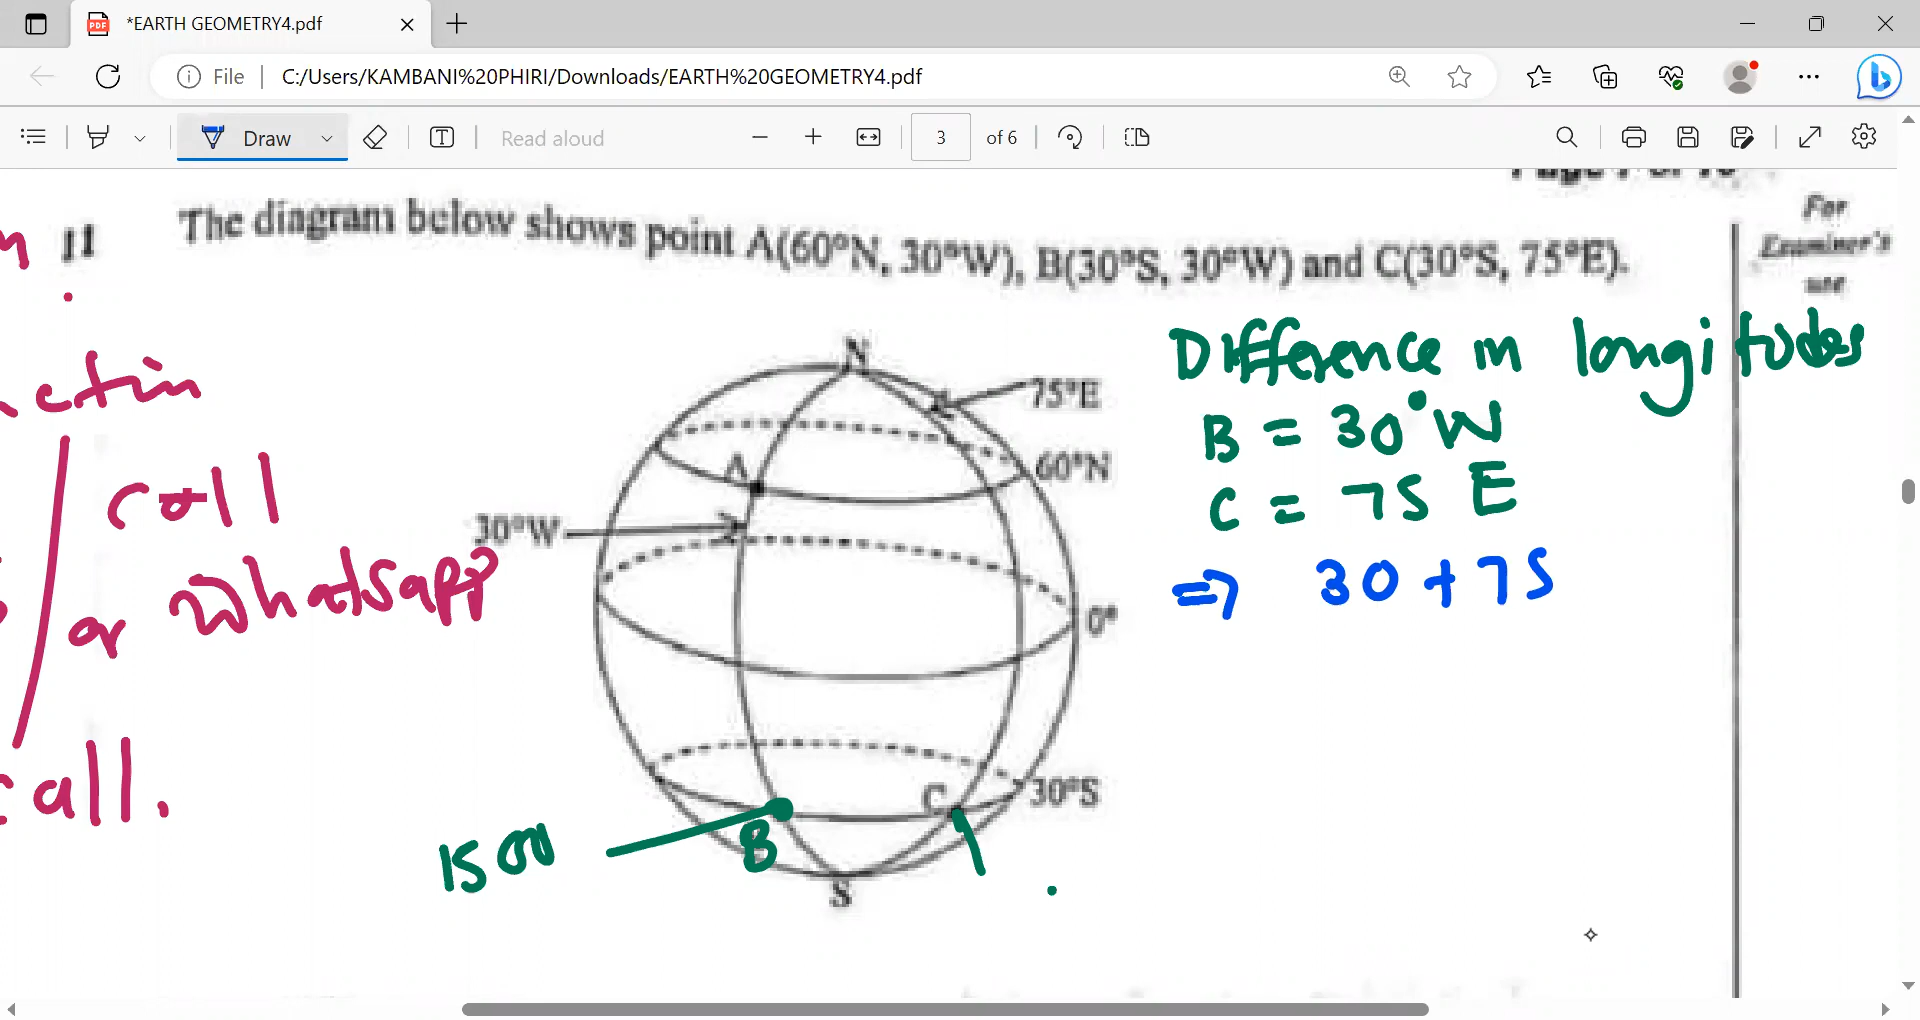 *EARTH GEOMETRY4.pdf
File
C:/Users/KAMBANI%20PHIRI/Downloads/EARTH%20GEOMETRY4.pdf
Draw
Read aloud
3
of 6
11 The diagram below shows point A(60°N, 30°W), B(30°S, 30°W) and C(30°S, 75°E).
For
Examiner's
use
Difference in longitudes
B = 30°W
C = 75 E
=> 30 + 75
N
75°E
60°N
A
30°W
0°
30°S
C
B
S
1500
call
or Whatsapp
call.